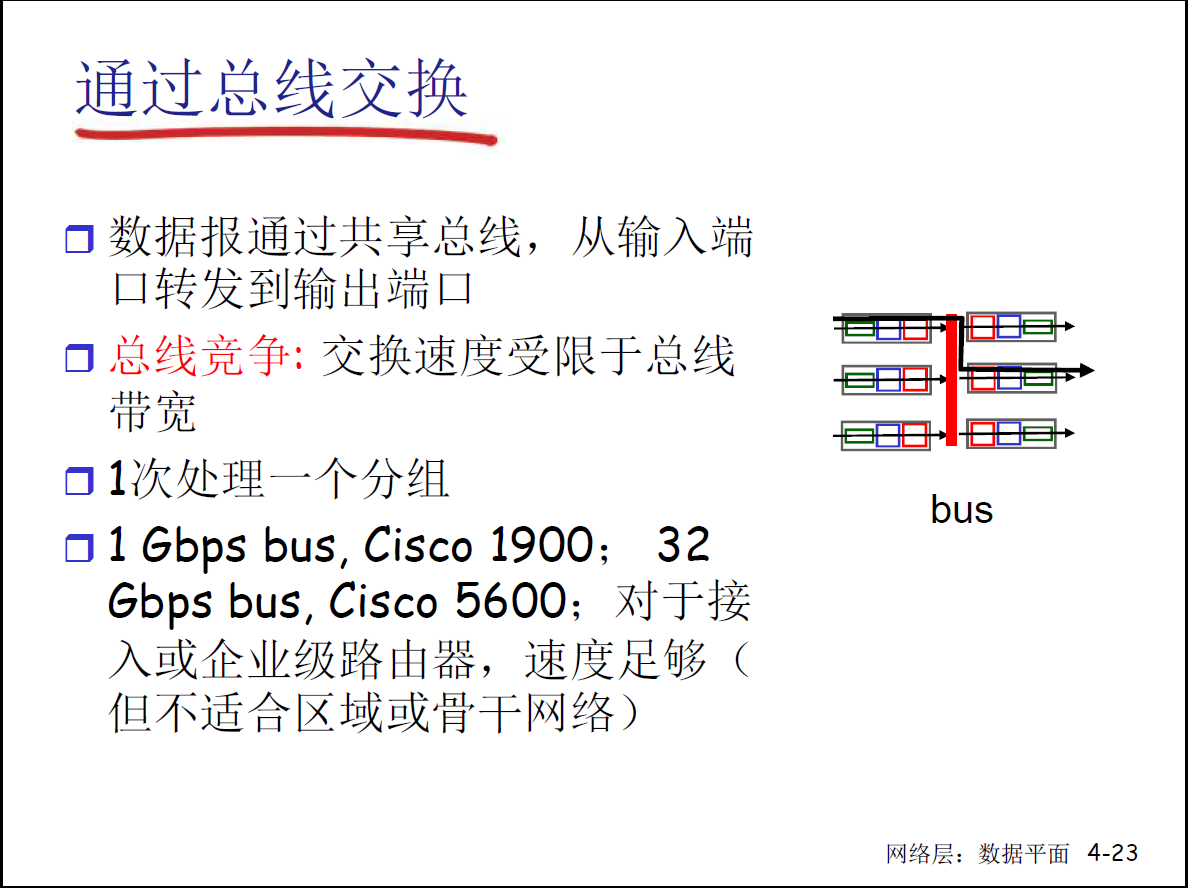 通过总线交换
数据报通过共享总线，从输入端
口转发到输出端口
总线竞争: 交换速度受限于总线
带宽
1次处理一个分组
1 Gbps bus, Cisco 1900； 32
Gbps bus, Cisco 5600；对于接
入或企业级路由器，速度足够（
但不适合区域或骨干网络）
bus
网络层：数据平面 4-23